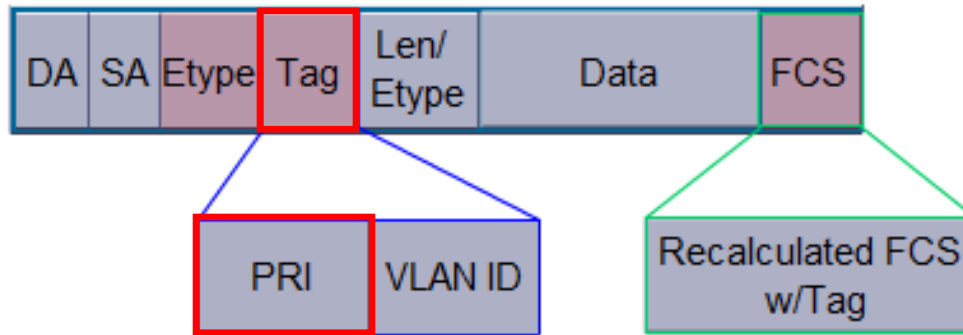 DA SA Etype Tag Len/
Etype Data FCS
PRI VLAN ID Recalculated FCS
w/Tag